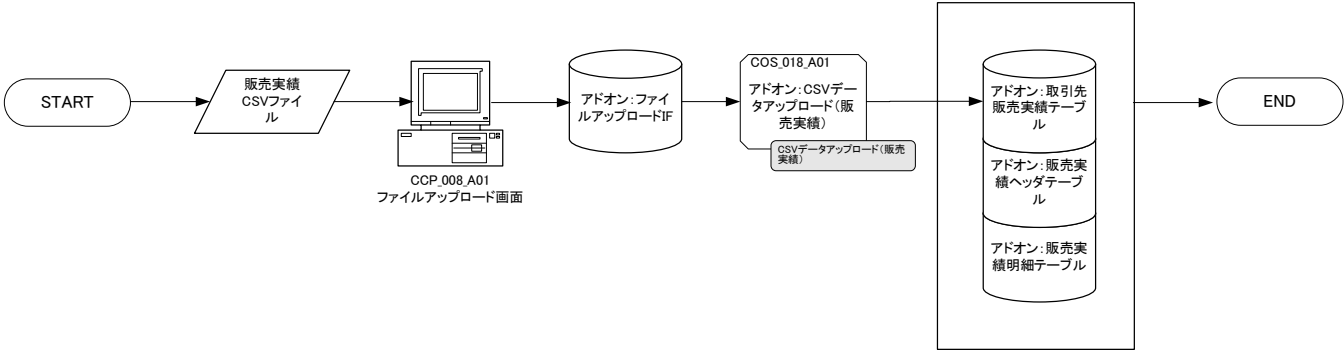 START
販売実績
CSVファイ
ル
CCP_008_A01
ファイルアップロード画面
アドオン：ファイ
ルアップロードIF
COS_018_A01
アドオン：CSVデー
タアップロード（販
売実績）
CSVデータアップロード（販売
実績）
アドオン：取引先
販売実績テーブ
ル
アドオン：販売実
績ヘッダテーブ
ル
アドオン：販売実
績明細テーブル
END